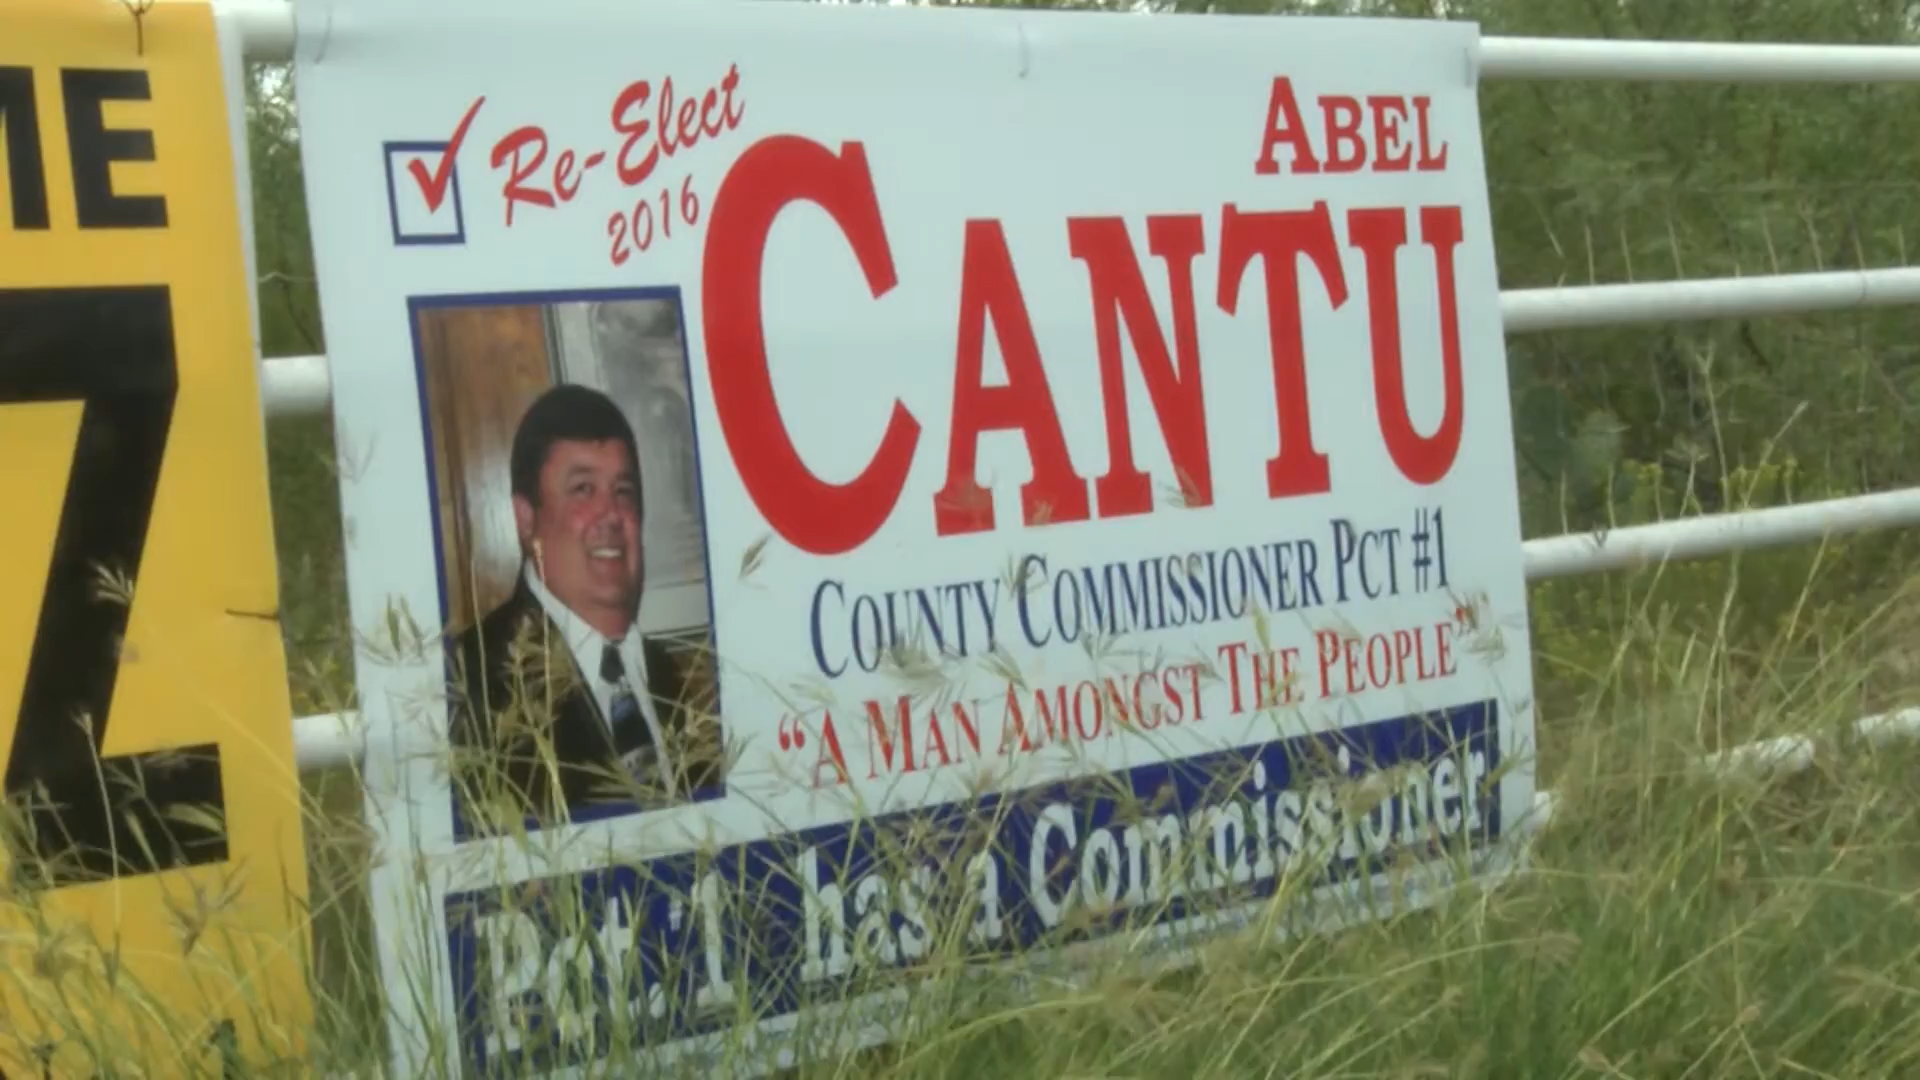 ME
Z
Re-Elect
2016
ABEL
CANTU
COUNTY COMMISSIONER PCT #1
"A MAN AMONGST THE PEOPLE"
Pct. 1 has a Commissioner